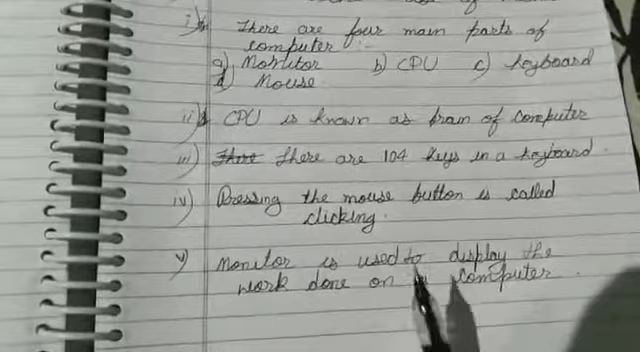 i) There are four main parts of
computer :-
a) Monitor b) CPU c) keyboard
d) Mouse
ii) CPU is known as brain of computer
iii) There There are 104 keys in a keyboard.
iv) Pressing the mouse button is called
clicking.
v) Monitor is used to display the
work done on computer.